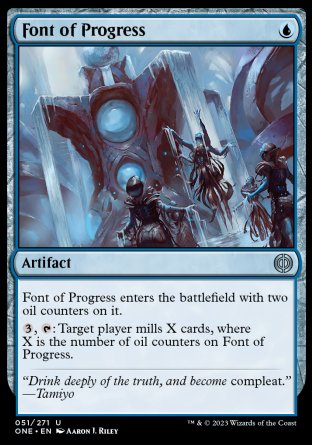 Font of Progress
Artifact
Font of Progress enters the battlefield with two
oil counters on it.
3, : Target player mills X cards, where
X is the number of oil counters on Font of
Progress.
"Drink deeply of the truth, and become compleat."
—Tamiyo
051/271 U
ONE • EN Aaron J. Riley
™ & © 2023 Wizards of the Coast